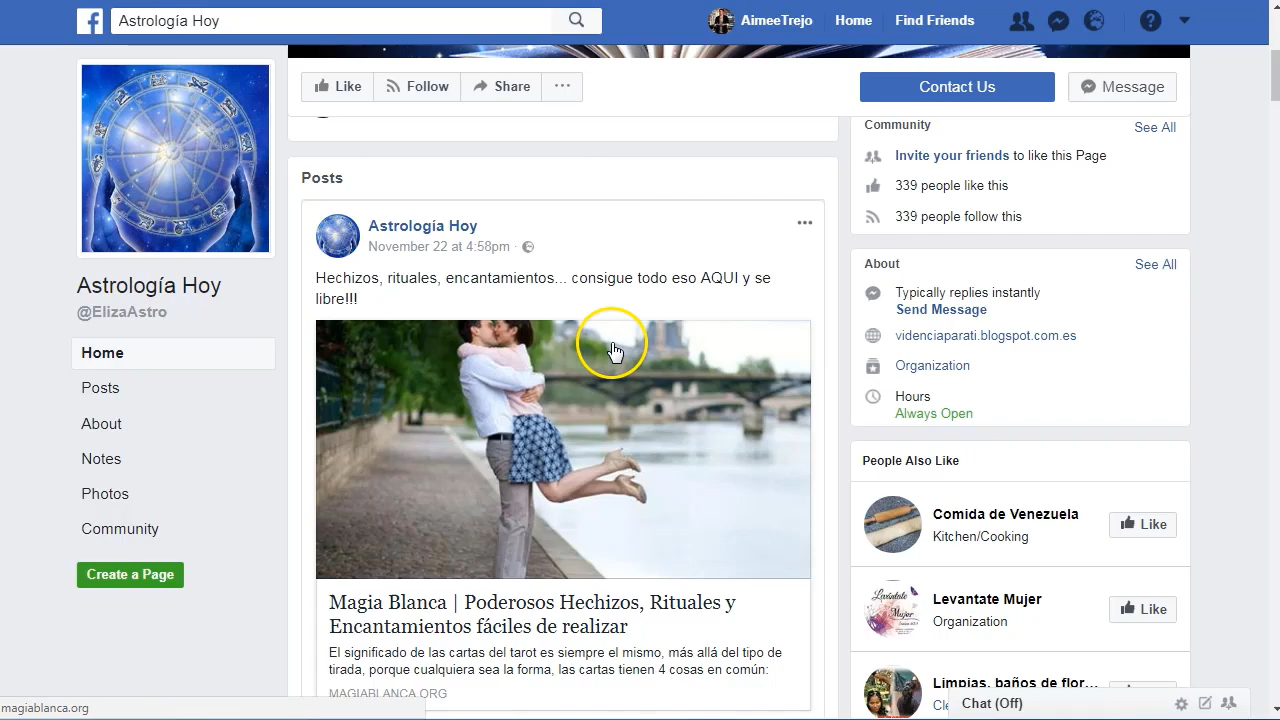 Astrología Hoy
AimeeTrejo
Home
Find Friends
Like
Follow
Share
Contact Us
Message
Astrología Hoy
@ElizaAstro
Home
Posts
About
Notes
Photos
Community
Create a Page
Posts
Astrología Hoy
November 22 at 4:58pm ·
Hechizos, rituales, encantamientos... consigue todo eso AQUI y se
libre!!!
Magia Blanca | Poderosos Hechizos, Rituales y
Encantamientos fáciles de realizar
El significado de las cartas del tarot es siempre el mismo, más allá del tipo de
tirada, porque cualquiera sea la forma, las cartas tienen 4 cosas en común:
MAGIABLANCA.ORG
Community
See All
Invite your friends to like this Page
339 people like this
339 people follow this
About
See All
Typically replies instantly
Send Message
videnciaparati.blogspot.com.es
Organization
Hours
Always Open
People Also Like
Comida de Venezuela
Kitchen/Cooking
Like
Levantate Mujer
Organization
Like
Limpias, baños de flor...
Chat (Off)
magiablanca.org